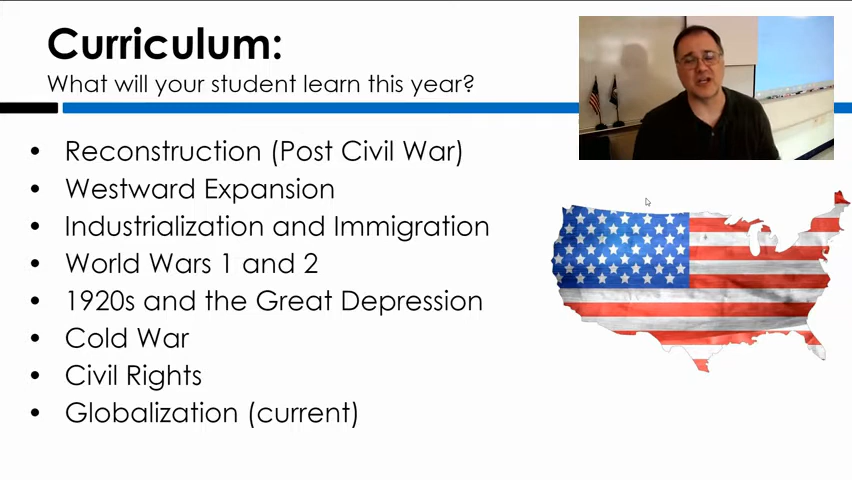 Curriculum:
What will your student learn this year?
• Reconstruction (Post Civil War)
• Westward Expansion
• Industrialization and Immigration
• World Wars 1 and 2
• 1920s and the Great Depression
• Cold War
• Civil Rights
• Globalization (current)